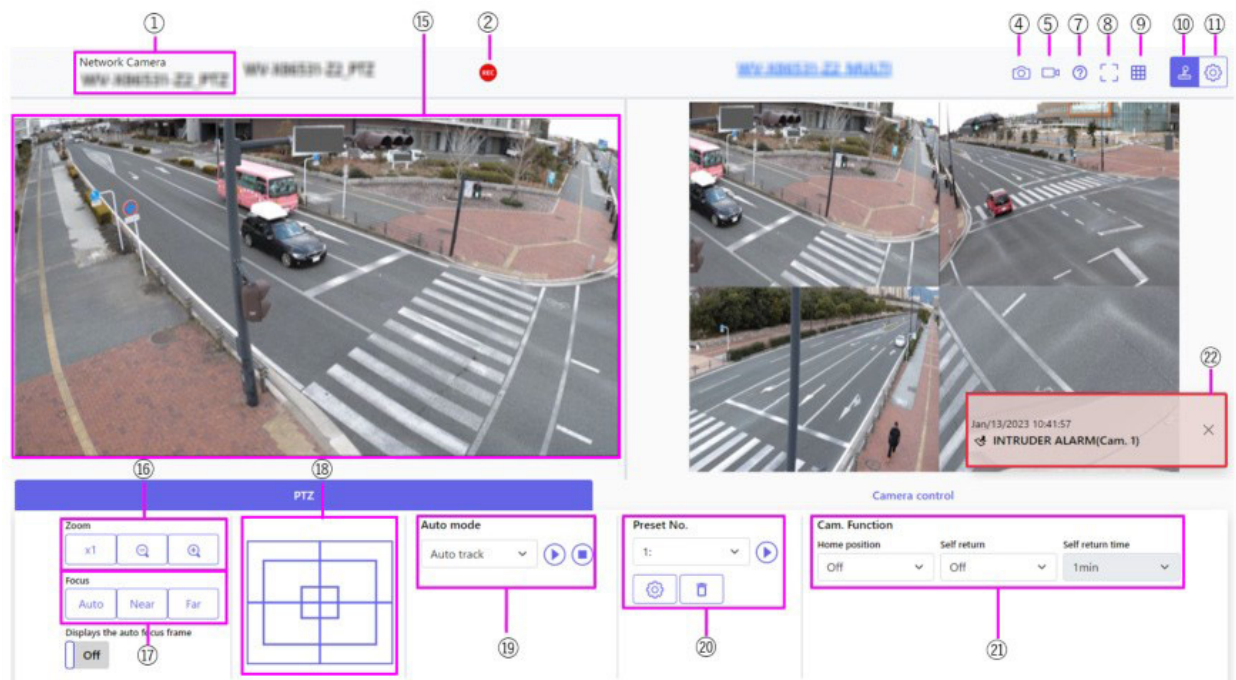 ① ⑮ ② ④ ⑤ ⑦ ⑧ ⑨ ⑩ ⑪
Network Camera
REC
㉒
Jan/13/2023 10:41:57
INTRUDER ALARM(Cam. 1)
⑯ ⑱
PTZ Camera control
Zoom
x1
Focus
Auto Near Far
Displays the auto focus frame
Off
⑰
Auto mode
Auto track
⑲
Preset No.
1:
⑳
Cam. Function
Home position Self return Self return time
Off Off 1min
㉑